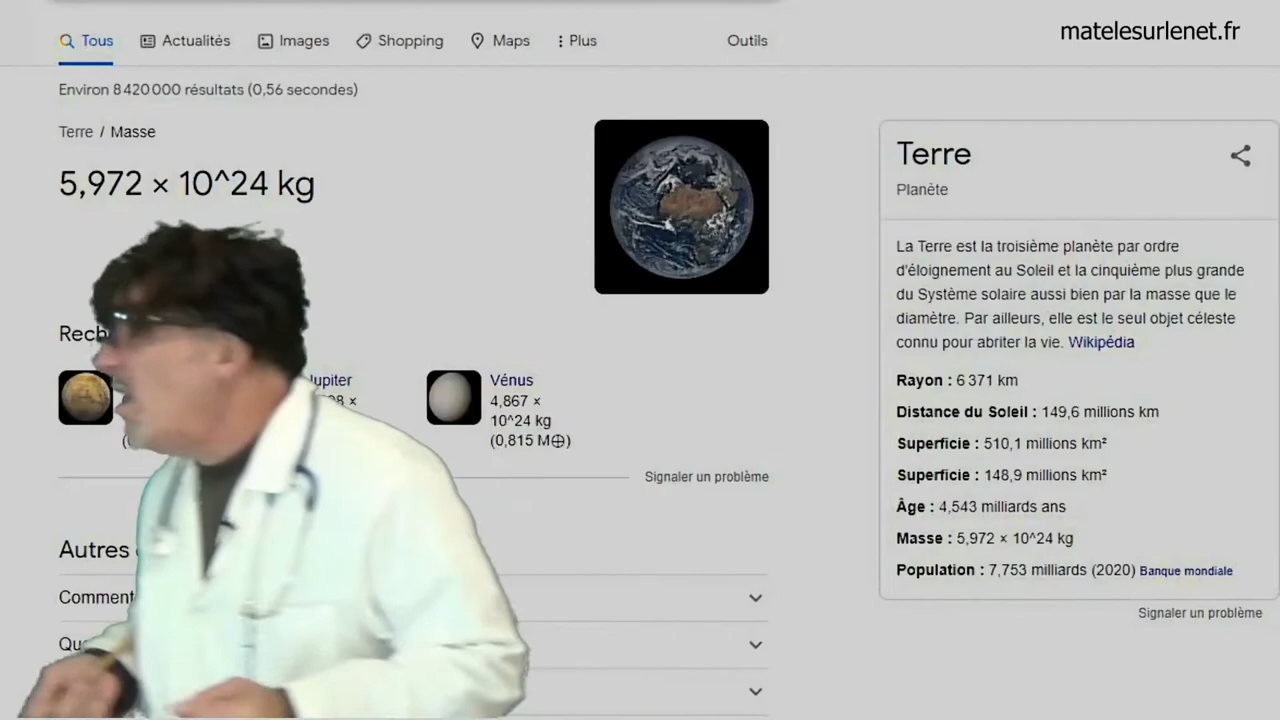 matelesurlenet.fr
Tous Actualités Images Shopping Maps Plus Outils
Environ 8 420 000 résultats (0,56 secondes)
Terre / Masse
5,972 × 10^24 kg
Vénus
4,867 ×
10^24 kg
(0,815 M⊕)
Signaler un problème
Autres
Comment
Terre
Planète
La Terre est la troisième planète par ordre
d'éloignement au Soleil et la cinquième plus grande
du Système solaire aussi bien par la masse que le
diamètre. Par ailleurs, elle est le seul objet céleste
connu pour abriter la vie. Wikipédia
Rayon : 6 371 km
Distance du Soleil : 149,6 millions km
Superficie : 510,1 millions km²
Superficie : 148,9 millions km²
Âge : 4,543 milliards ans
Masse : 5,972 × 10^24 kg
Population : 7,753 milliards (2020) Banque mondiale
Signaler un problème